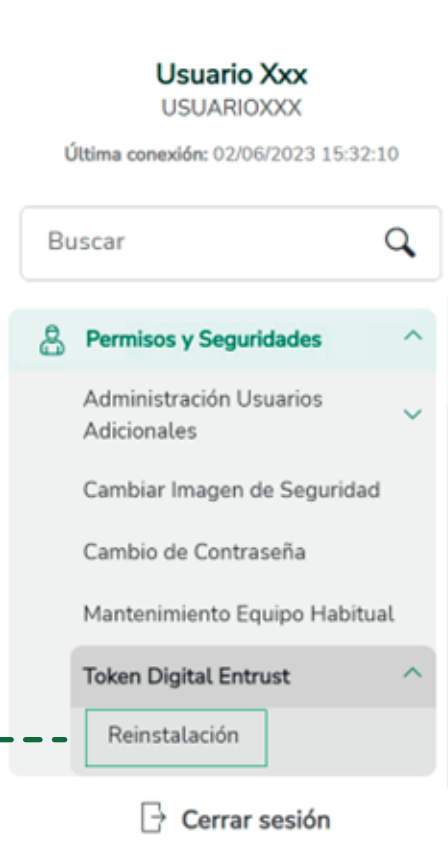 Usuario Xxx
USUARIOXXX
Última conexión: 02/06/2023 15:32:10
Buscar
Permisos y Seguridades
Administración Usuarios
Adicionales
Cambiar Imagen de Seguridad
Cambio de Contraseña
Mantenimiento Equipo Habitual
Token Digital Entrust
Reinstalación
Cerrar sesión